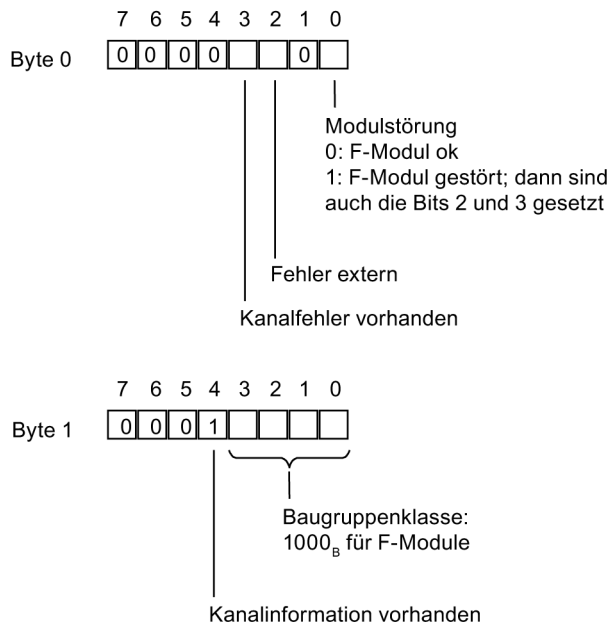 7 6 5 4 3 2 1 0
Byte 0 0 0 0 0 0
Modulstörung
0: F-Modul ok
1: F-Modul gestört; dann sind
auch die Bits 2 und 3 gesetzt
Fehler extern
Kanalfehler vorhanden
7 6 5 4 3 2 1 0
Byte 1 0 0 0 1
Baugruppenklasse:
1000B für F-Module
Kanalinformation vorhanden